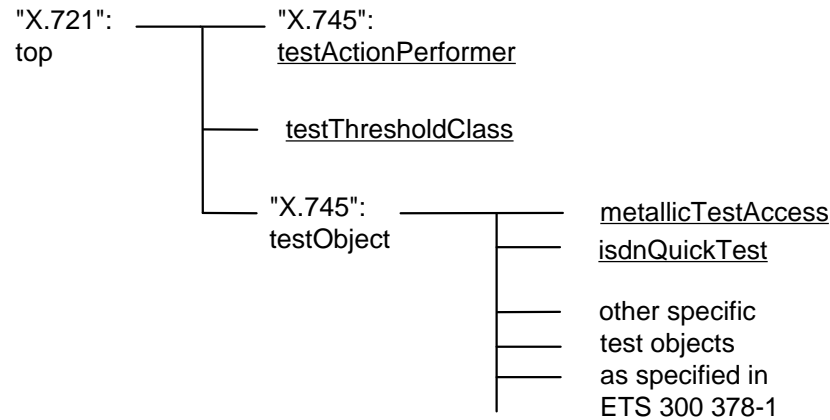 "X.721":
top
"X.745":
testActionPerformer
testThresholdClass
"X.745":
testObject
metallicTestAccess
isdnQuickTest
other specific
test objects
as specified in
ETS 300 378-1